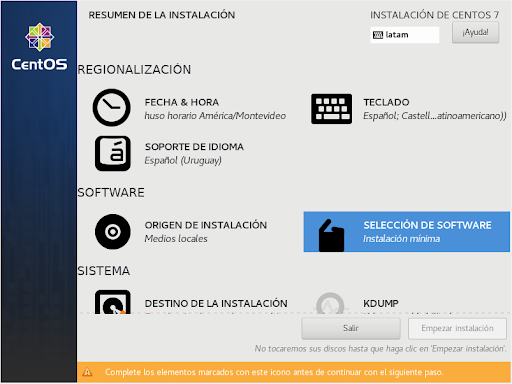 RESUMEN DE LA INSTALACIÓN
INSTALACIÓN DE CENTOS 7
latam
¡Ayuda!
CentOS
REGIONALIZACIÓN
FECHA & HORA
huso horario América/Montevideo
TECLADO
Español; Castell...atinoamericano))
SOPORTE DE IDIOMA
Español (Uruguay)
SOFTWARE
ORIGEN DE INSTALACIÓN
Medios locales
SELECCIÓN DE SOFTWARE
Instalación mínima
SISTEMA
DESTINO DE LA INSTALACIÓN
KDUMP
Salir
Empezar instalación
No tocaremos sus discos hasta que haga clic en 'Empezar instalación'.
Complete los elementos marcados con este icono antes de continuar con el siguiente paso.